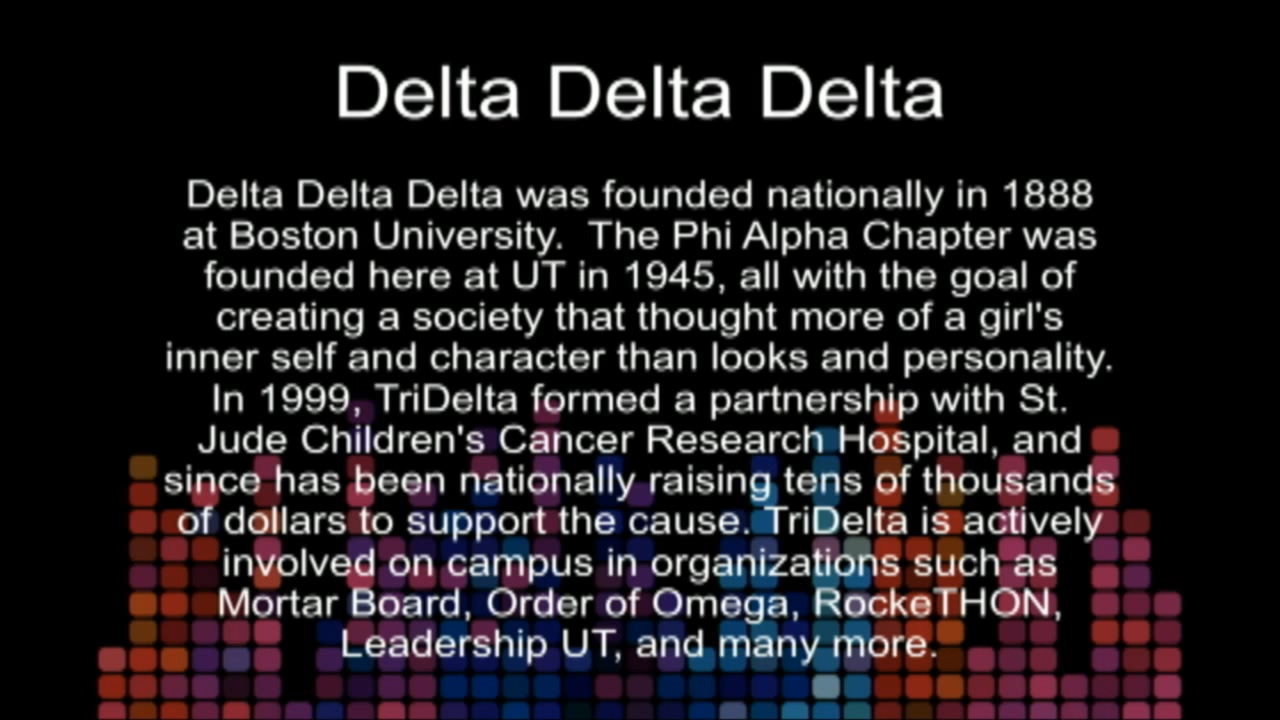 Delta Delta Delta
Delta Delta Delta was founded nationally in 1888
at Boston University.  The Phi Alpha Chapter was
founded here at UT in 1945, all with the goal of
creating a society that thought more of a girl's
inner self and character than looks and personality.
In 1999, TriDelta formed a partnership with St.
Jude Children's Cancer Research Hospital, and
since has been nationally raising tens of thousands
of dollars to support the cause. TriDelta is actively
involved on campus in organizations such as
Mortar Board, Order of Omega, RockeTHON,
Leadership UT, and many more.